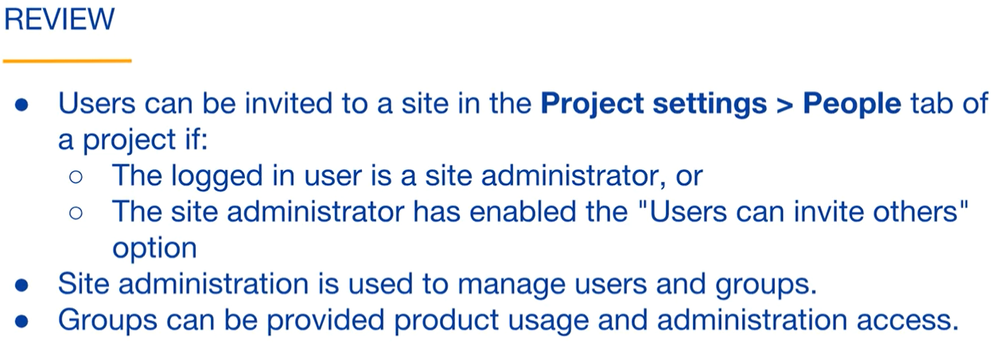 REVIEW
● Users can be invited to a site in the Project settings > People tab of
a project if:
○ The logged in user is a site administrator, or
○ The site administrator has enabled the "Users can invite others"
option
● Site administration is used to manage users and groups.
● Groups can be provided product usage and administration access.